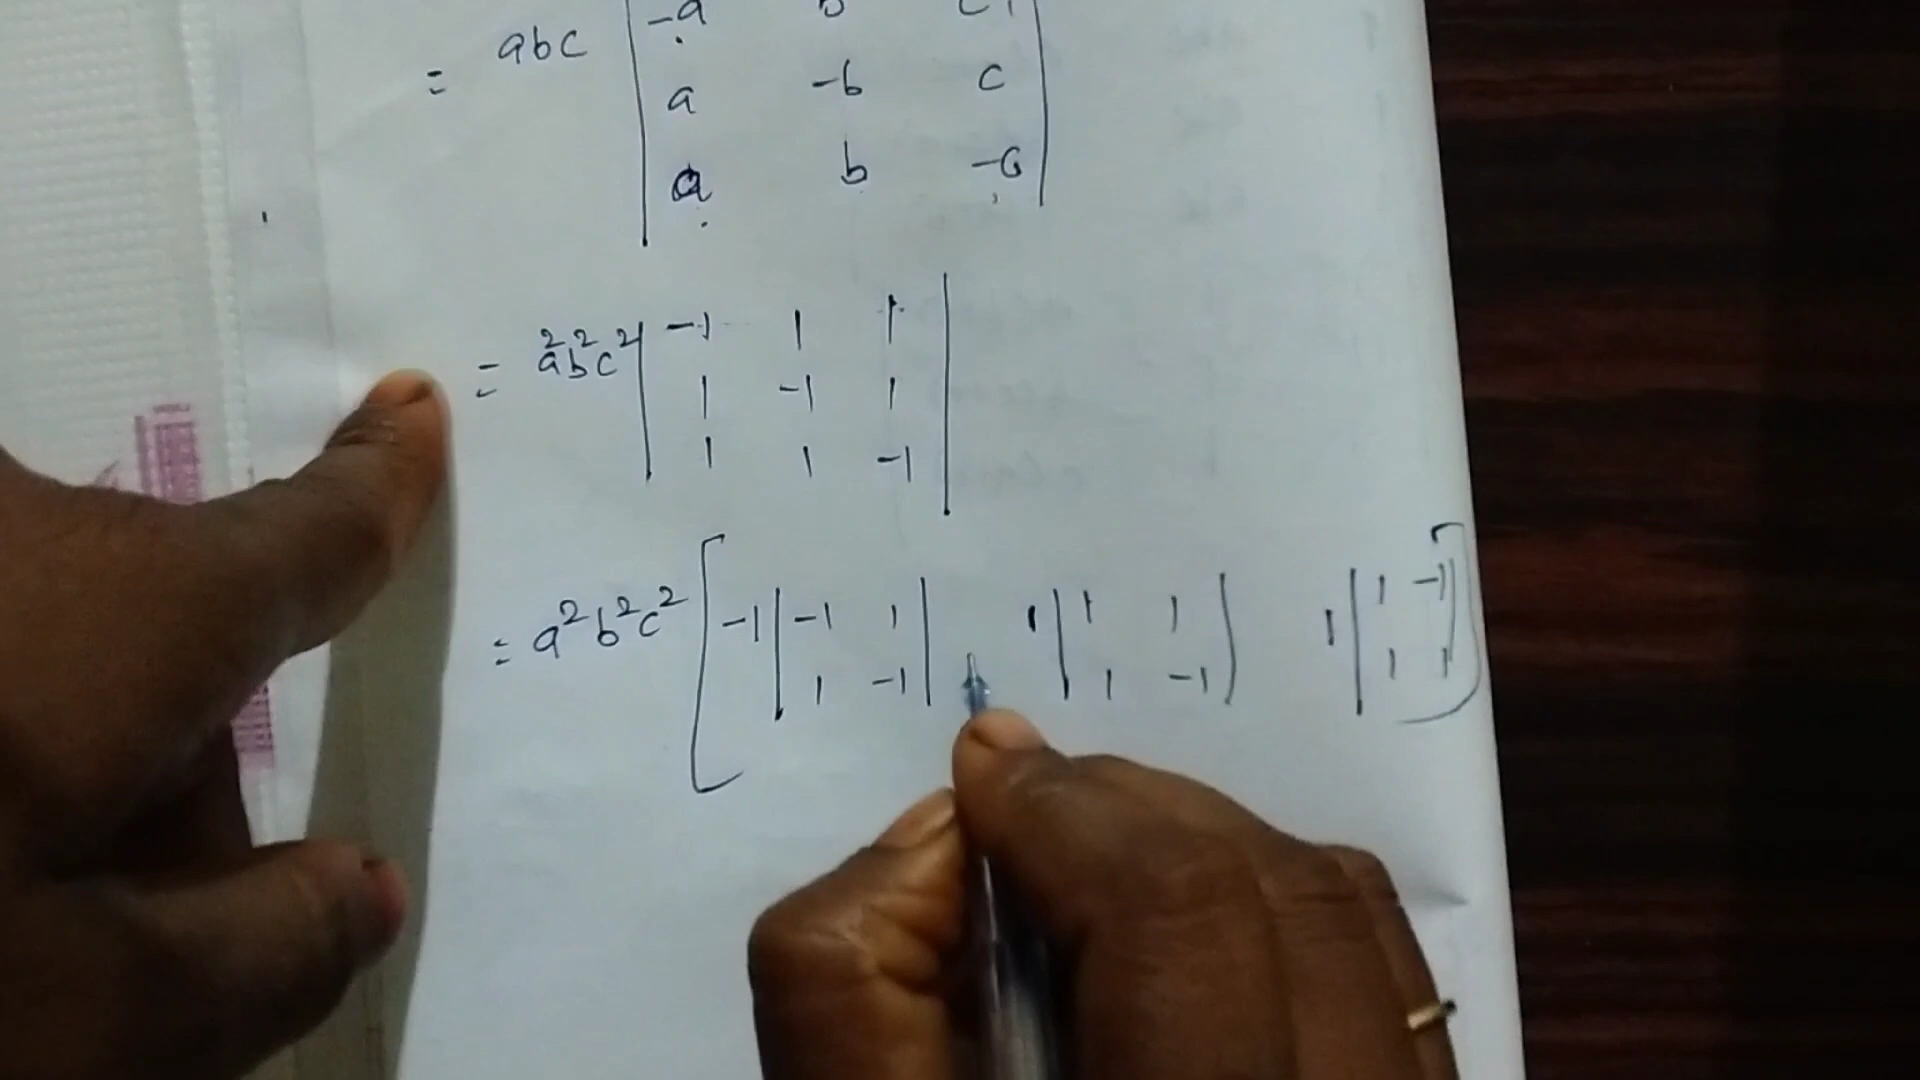 = abc | -a b c |
| a -b c |
| a b -c |
= a²b²c² | -1 1 1 |
| 1 -1 1 |
| 1 1 -1 |
= a²b²c² [ -1 | -1 1 | 1 | 1 1 | 1 | 1 -1 | ]
| 1 -1 | | 1 -1 | | 1 1 |